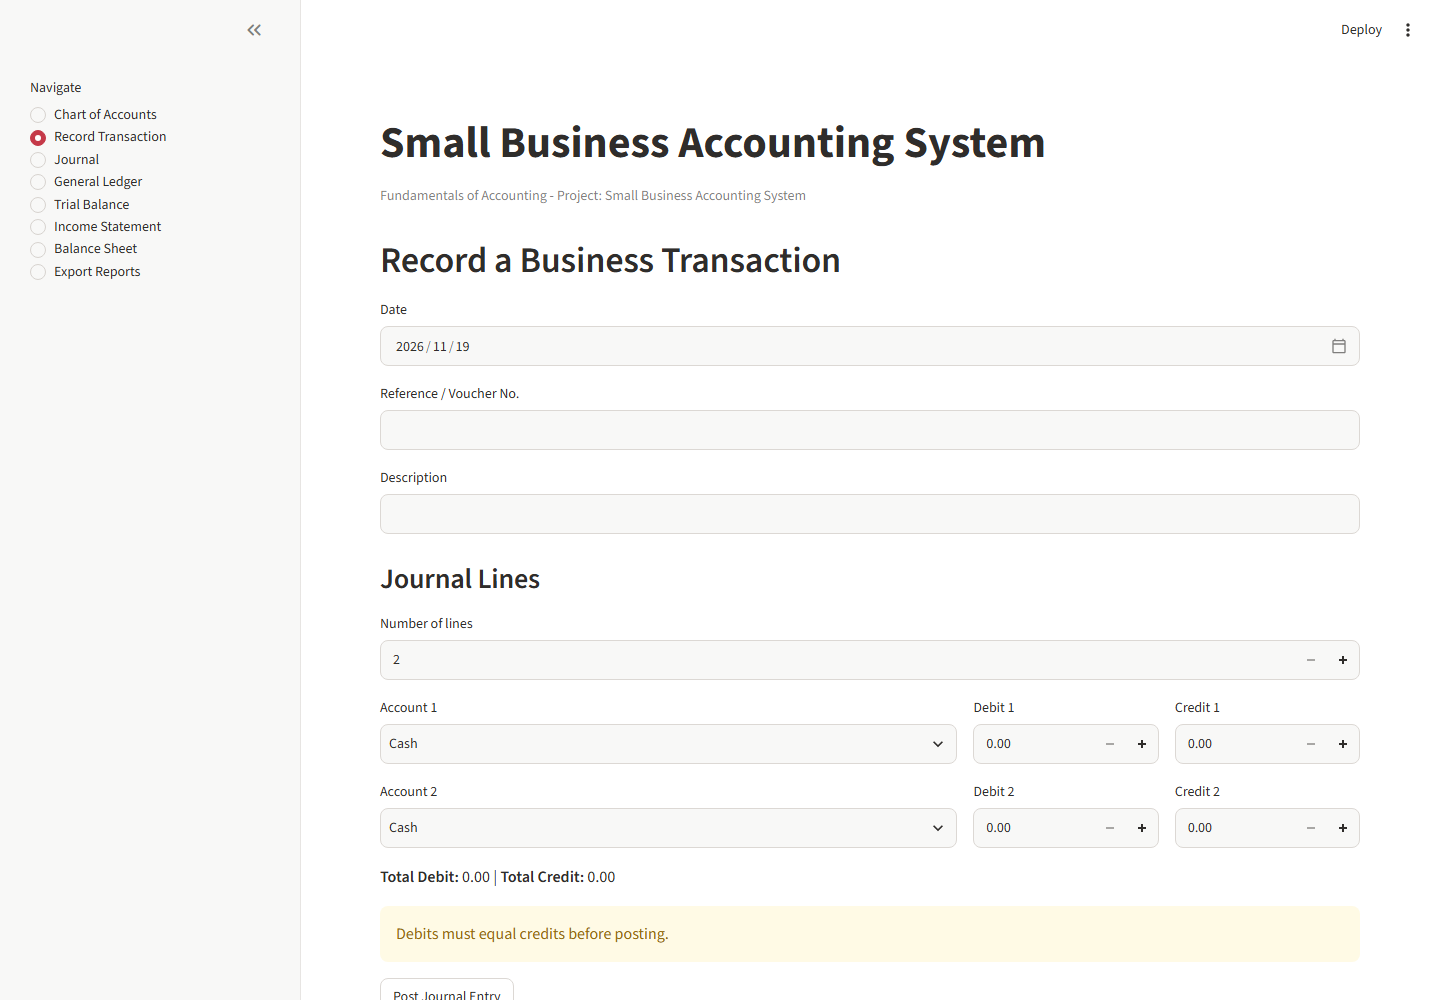 Deploy
Navigate
Chart of Accounts
Record Transaction
Journal
General Ledger
Trial Balance
Income Statement
Balance Sheet
Export Reports
Small Business Accounting System
Fundamentals of Accounting - Project: Small Business Accounting System
Record a Business Transaction
Date
2026/11/19
Reference / Voucher No.
Description
Journal Lines
Number of lines
2
Account 1 Debit 1 Credit 1
Cash 0.00 0.00
Account 2 Debit 2 Credit 2
Cash 0.00 0.00
Total Debit: 0.00 | Total Credit: 0.00
Debits must equal credits before posting.
Post Journal Entry